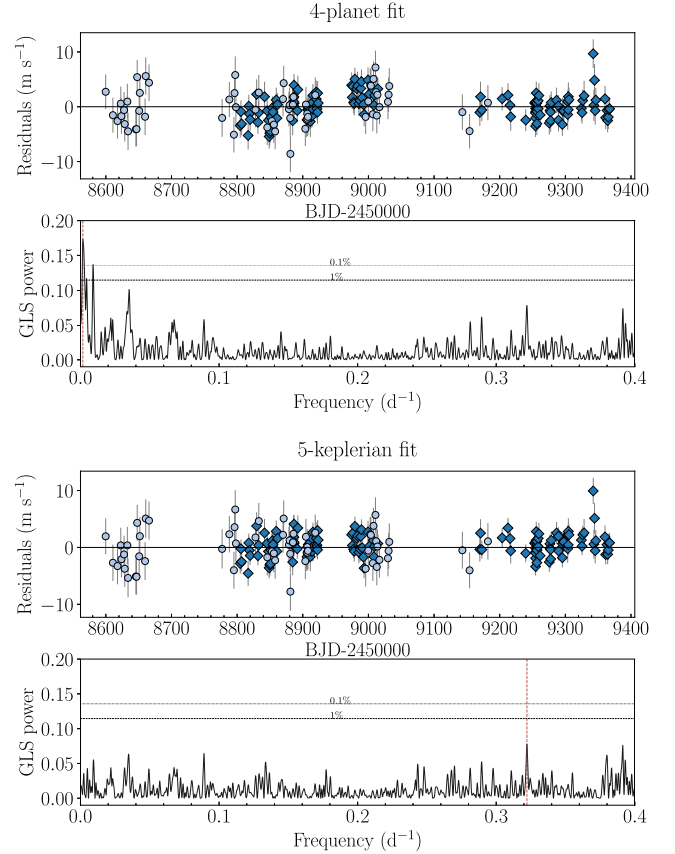 4-planet fit
10
0
−10
Residuals (m s⁻¹)
8600 8700 8800 8900 9000 9100 9200 9300 9400
BJD-2450000
0.20
0.15
0.10
0.05
0.00
GLS power
0.1%
1%
0.0 0.1 0.2 0.3 0.4
Frequency (d⁻¹)
5-keplerian fit
10
0
−10
Residuals (m s⁻¹)
8600 8700 8800 8900 9000 9100 9200 9300 9400
BJD-2450000
0.20
0.15
0.10
0.05
0.00
GLS power
0.1%
1%
0.0 0.1 0.2 0.3 0.4
Frequency (d⁻¹)